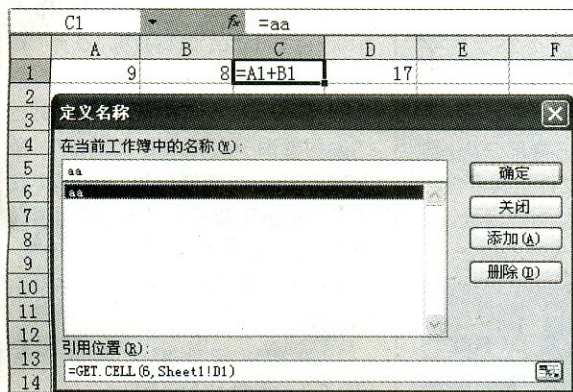 C1 fx =aa
A B C D E F
1 9 8 =A1+B1 17
2
3
4
5
6
7
8
9
10
11
12
13
14
定义名称
在当前工作簿中的名称(W):
aa
aa
确定
关闭
添加(A)
删除(D)
引用位置(R):
=GET.CELL(6,Sheet1!D1)